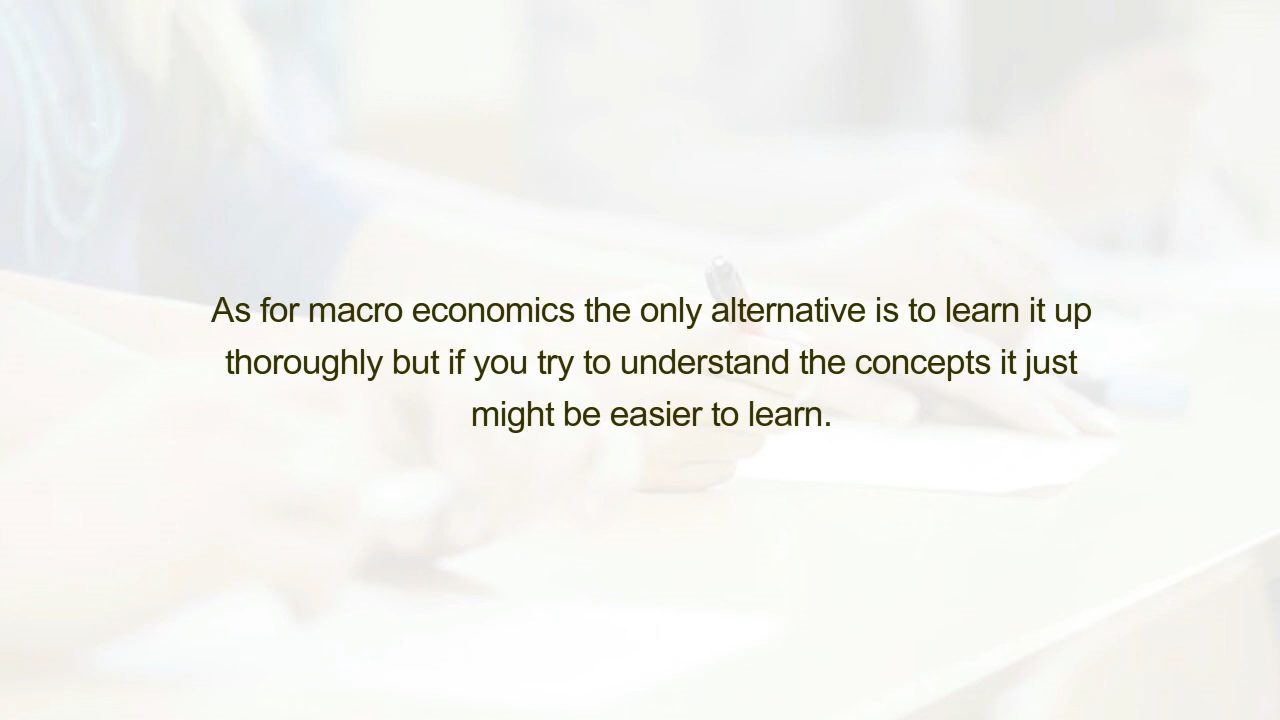 As for macro economics the only alternative is to learn it up
thoroughly but if you try to understand the concepts it just
might be easier to learn.